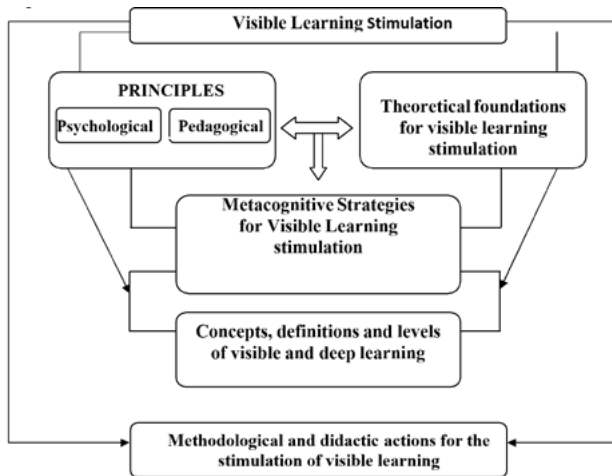 Visible Learning Stimulation
PRINCIPLES
Psychological
Pedagogical
Theoretical foundations
for visible learning
stimulation
Metacognitive Strategies
for Visible Learning
stimulation
Concepts, definitions and levels
of visible and deep learning
Methodological and didactic actions for the
stimulation of visible learning